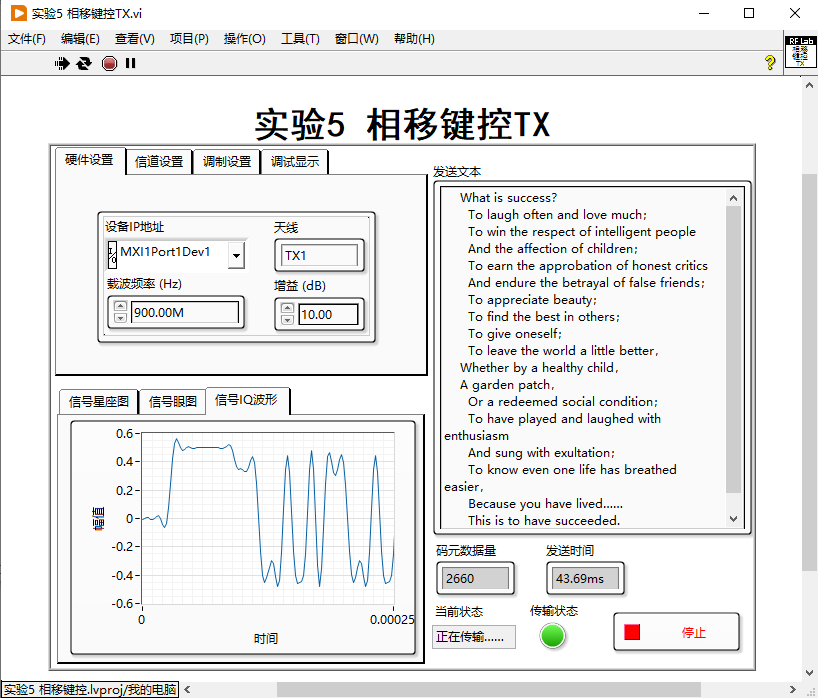 实验5 相移键控TX.vi
文件(F) 编辑(E) 查看(V) 项目(P) 操作(O) 工具(T) 窗口(W) 帮助(H)
RF Lab
相移
键控
TX
实验5 相移键控TX
硬件设置 信道设置 调制设置 调试显示
设备IP地址 天线
MXI1Port1Dev1 TX1
载波频率 (Hz) 增益 (dB)
900.00M 10.00
信号星座图 信号眼图 信号IQ波形
幅值
0.6
0.4
0.2
0
-0.2
-0.4
-0.6
0 0.00025
时间
发送文本
What is success?
To laugh often and love much;
To win the respect of intelligent people
And the affection of children;
To earn the approbation of honest critics
And endure the betrayal of false friends;
To appreciate beauty;
To find the best in others;
To give oneself;
To leave the world a little better,
Whether by a healthy child,
A garden patch,
Or a redeemed social condition;
To have played and laughed with
enthusiasm
And sung with exultation;
To know even one life has breathed
easier,
Because you have lived......
This is to have succeeded.
码元数据量 发送时间
2660 43.69ms
当前状态 传输状态
正在传输...... 停止
实验5 相移键控.lvproj/我的电脑